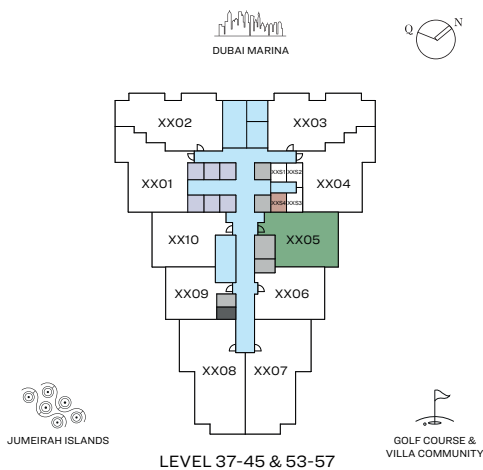 DUBAI MARINA
Q
N
XX02
XX03
XX01
XXS1
XXS2
XX04
XXS4
XXS3
XX10
XX05
XX09
XX06
XX08
XX07
JUMEIRAH ISLANDS
GOLF COURSE &
VILLA COMMUNITY
LEVEL 37-45 & 53-57